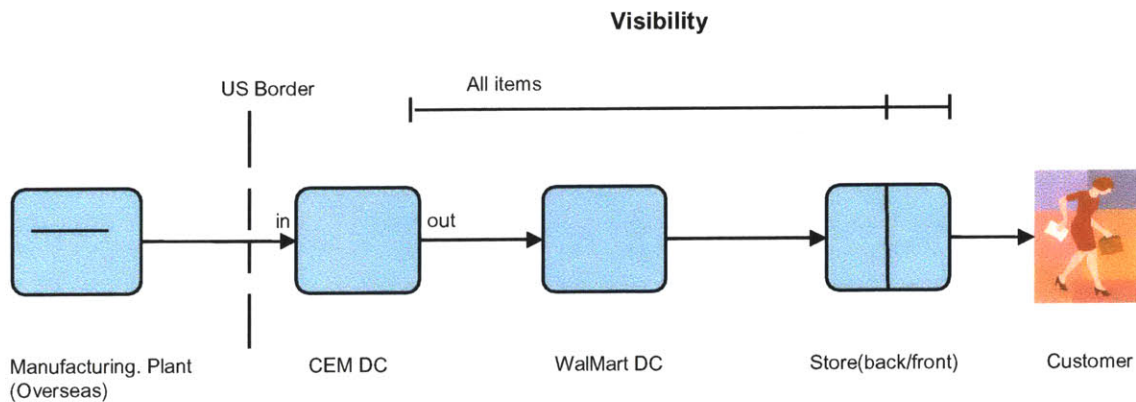 Visibility
US Border
All items
in
out
Manufacturing. Plant
(Overseas)
CEM DC
WalMart DC
Store(back/front)
Customer